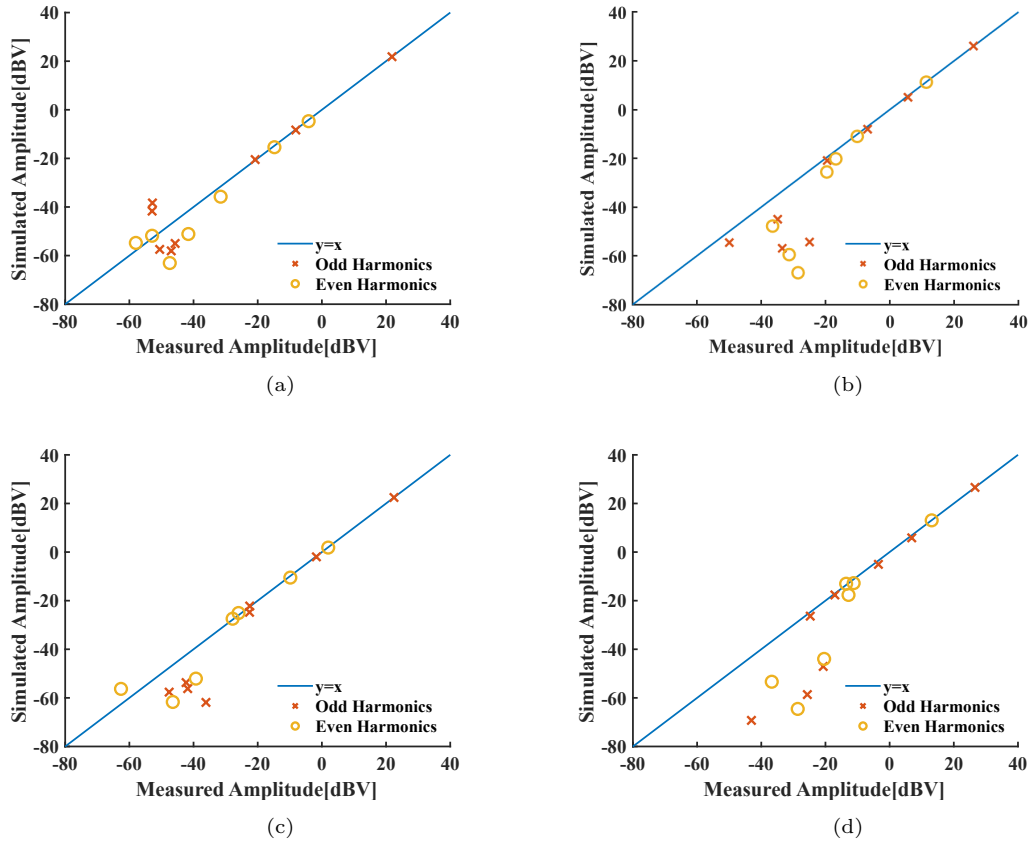 40
20
0
-20
-40
-60
-80
-80 -60 -40 -20 0 20 40
Simulated Amplitude[dBV]
Measured Amplitude[dBV]
y=x
Odd Harmonics
Even Harmonics
(a)
40
20
0
-20
-40
-60
-80
-80 -60 -40 -20 0 20 40
Simulated Amplitude[dBV]
Measured Amplitude[dBV]
y=x
Odd Harmonics
Even Harmonics
(b)
40
20
0
-20
-40
-60
-80
-80 -60 -40 -20 0 20 40
Simulated Amplitude[dBV]
Measured Amplitude[dBV]
y=x
Odd Harmonics
Even Harmonics
(c)
40
20
0
-20
-40
-60
-80
-80 -60 -40 -20 0 20 40
Simulated Amplitude[dBV]
Measured Amplitude[dBV]
y=x
Odd Harmonics
Even Harmonics
(d)